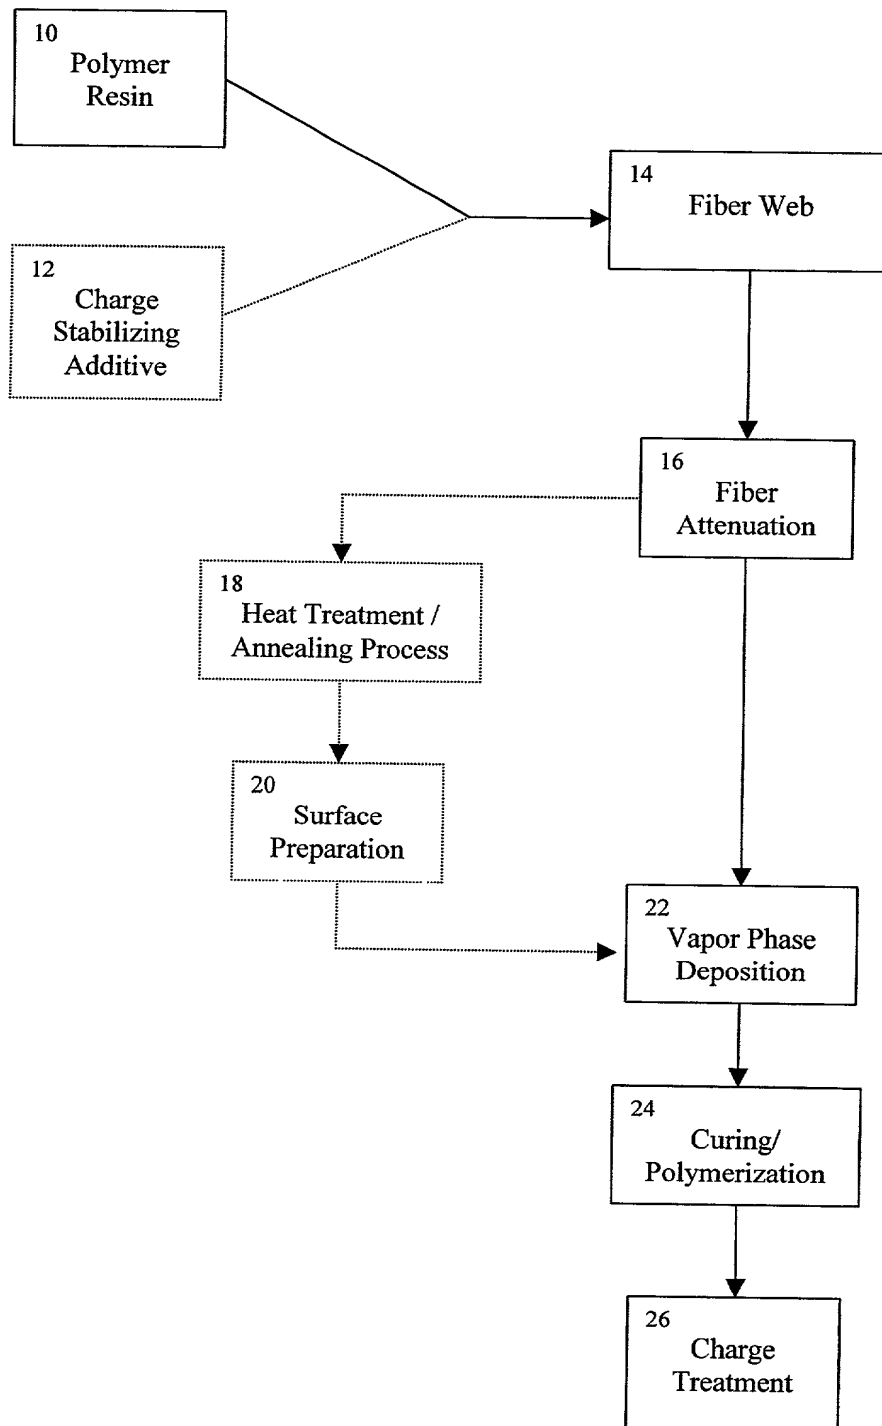 10
Polymer
Resin
12
Charge
Stabilizing
Additive
14
Fiber Web
16
Fiber
Attenuation
18
Heat Treatment /
Annealing Process
20
Surface
Preparation
22
Vapor Phase
Deposition
24
Curing/
Polymerization
26
Charge
Treatment